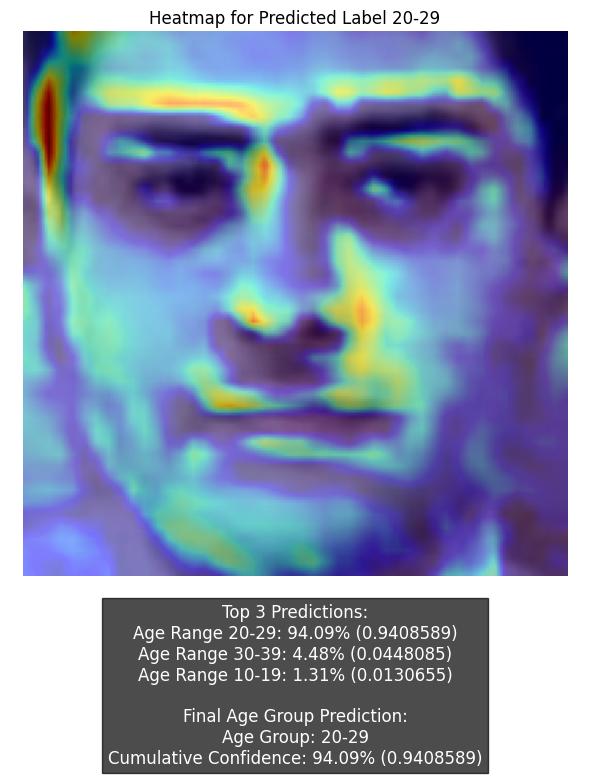 Heatmap for Predicted Label 20-29
Top 3 Predictions:
Age Range 20-29: 94.09% (0.9408589)
Age Range 30-39: 4.48% (0.0448085)
Age Range 10-19: 1.31% (0.0130655)
Final Age Group Prediction:
Age Group: 20-29
Cumulative Confidence: 94.09% (0.9408589)